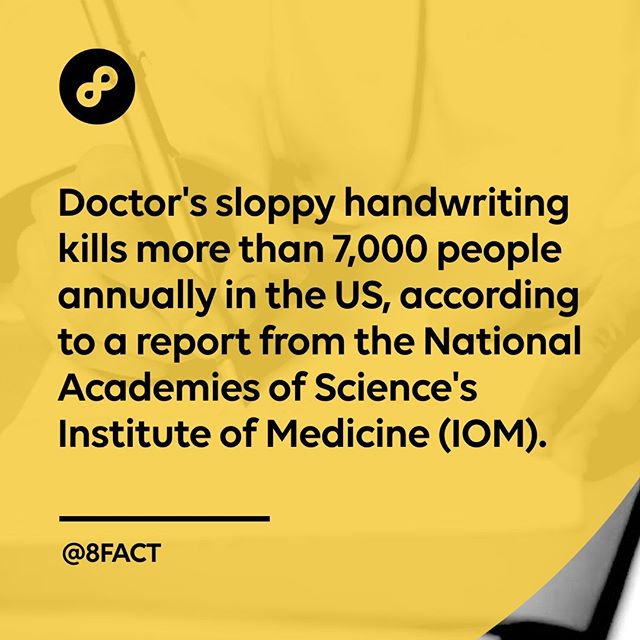 Doctor's sloppy handwriting
kills more than 7,000 people
annually in the US, according
to a report from the National
Academies of Science's
Institute of Medicine (IOM).
@8FACT